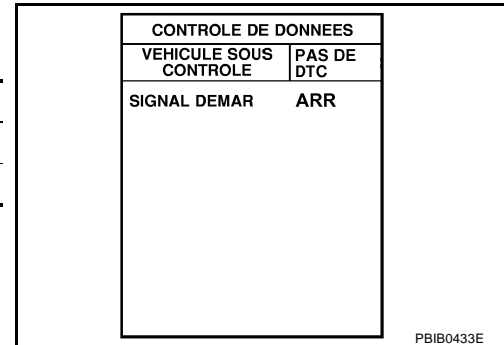 CONTROLE DE DONNEES
VEHICULE SOUS CONTROLE
PAS DE DTC
SIGNAL DEMAR ARR
PBIB0433E